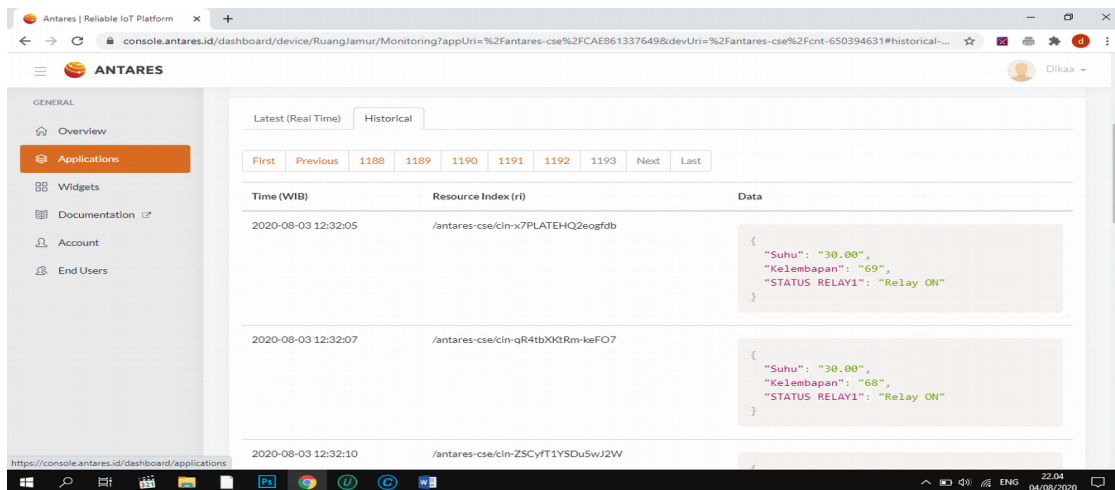 Antares | Reliable IoT Platform
console.antares.id/dashboard/device/RuangJamur/Monitoring?appUri=%2Fantares-cse%2FCAE861337649&devUri=%2Fantares-cse%2Fcnt-650394631#historical-...
d
ANTARES
Dikaa
GENERAL
Overview
Applications
Widgets
Documentation
Account
End Users
Latest (Real Time) Historical
First Previous 1188 1189 1190 1191 1192 1193 Next Last
Time (WIB) Resource Index (ri) Data
2020-08-03 12:32:05 /antares-cse/cin-x7PLATEHQ2eogfdb
{
"Suhu": "30.00",
"Kelembapan": "69",
"STATUS RELAY1": "Relay ON"
}
2020-08-03 12:32:07 /antares-cse/cin-qR4tbXKtRm-keFO7
{
"Suhu": "30.00",
"Kelembapan": "68",
"STATUS RELAY1": "Relay ON"
}
2020-08-03 12:32:10 /antares-cse/cin-ZSCyfT1YSDu5wJ2W
{
https://console.antares.id/dashboard/applications
Ps
ENG
22.04
04/08/2020